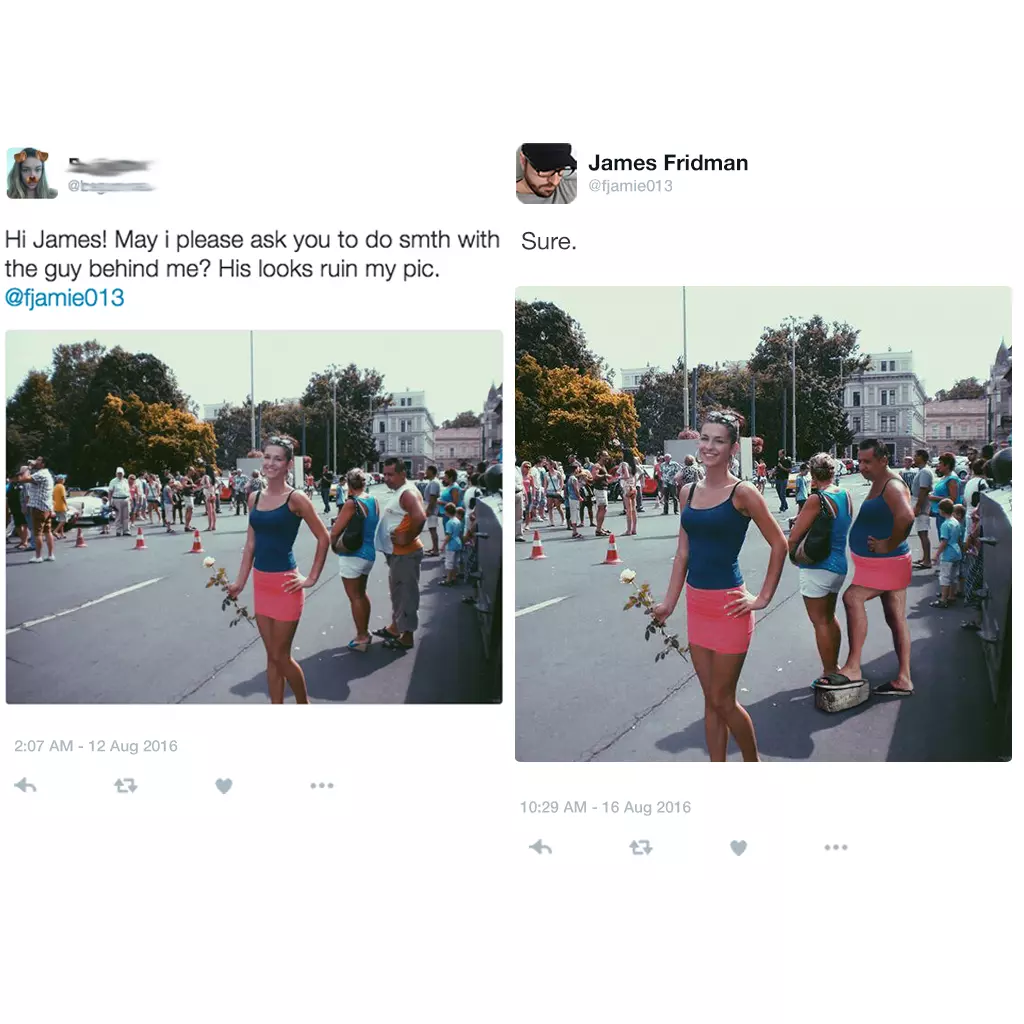 Hi James! May i please ask you to do smth with
the guy behind me? His looks ruin my pic.
@fjamie013
2:07 AM - 12 Aug 2016
James Fridman
@fjamie013
Sure.
10:29 AM - 16 Aug 2016